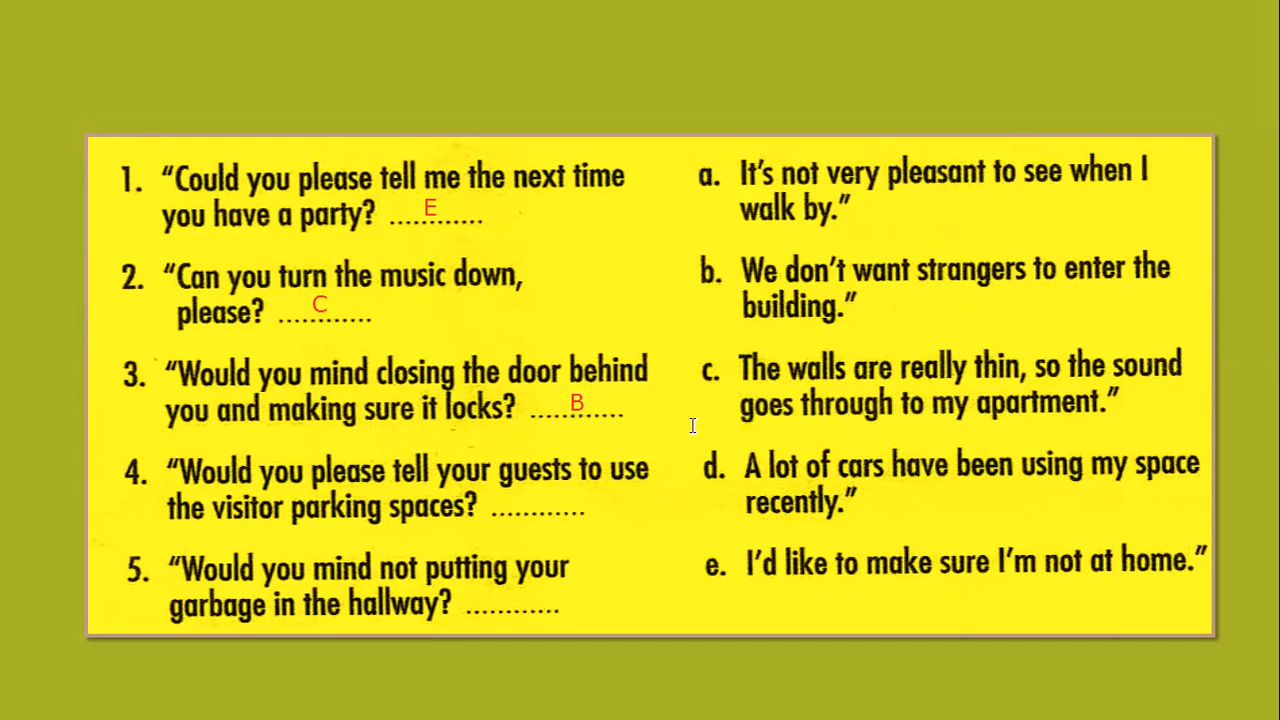 1. “Could you please tell me the next time
you have a party? ....E.......
2. “Can you turn the music down,
please? ....C.......
3. “Would you mind closing the door behind
you and making sure it locks? .....B......
4. “Would you please tell your guests to use
the visitor parking spaces? ............
5. “Would you mind not putting your
garbage in the hallway? ............
a. It’s not very pleasant to see when I
walk by.”
b. We don’t want strangers to enter the
building.”
c. The walls are really thin, so the sound
goes through to my apartment.”
d. A lot of cars have been using my space
recently.”
e. I’d like to make sure I’m not at home.”